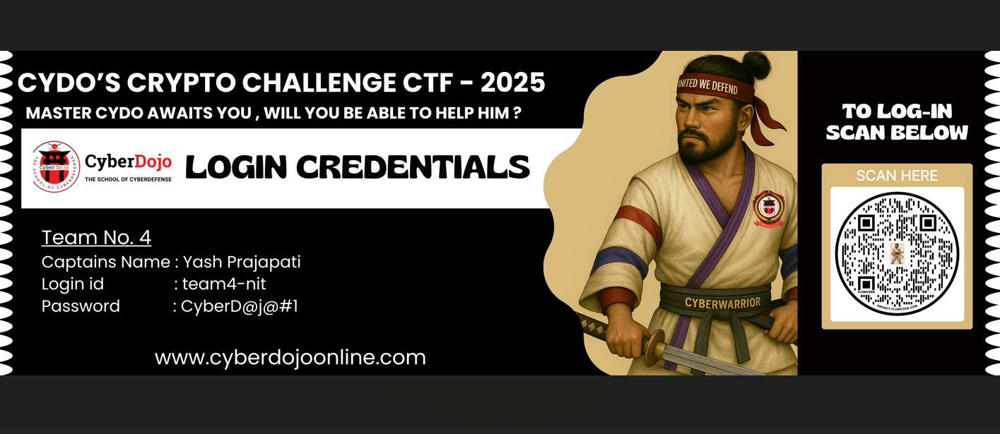 CYDO'S CRYPTO CHALLENGE CTF - 2025
MASTER CYDO AWAITS YOU , WILL YOU BE ABLE TO HELP HIM ?
THE SCHOOL OF CYBERDEFENSE
Cyber Dojo
CyberDojo
THE SCHOOL OF CYBERDEFENSE
LOGIN CREDENTIALS
Team No. 4
Captains Name : Yash Prajapati
Login id : team4-nit
Password : CyberD@j@#1
www.cyberdojoonline.com
UNITED WE DEFEND
CYBERWARRIOR
TO LOG-IN
SCAN BELOW
SCAN HERE
FLOWCODE
PRIVACY.FLOWCODE.COM